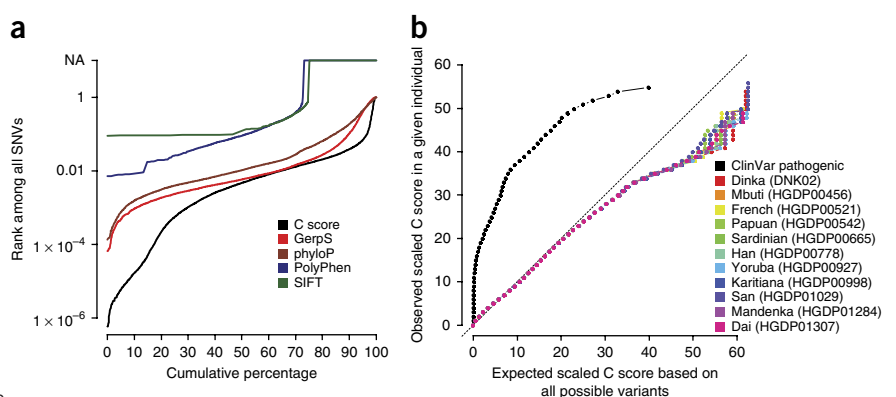 a
Rank among all SNVs
NA
1
0.01
1 × 10⁻⁴
1 × 10⁻⁶
C score
GerpS
phyloP
PolyPhen
SIFT
0 10 20 30 40 50 60 70 80 90 100
Cumulative percentage
b
Observed scaled C score in a given individual
60
50
40
30
20
10
0
ClinVar pathogenic
Dinka (DNK02)
Mbuti (HGDP00456)
French (HGDP00521)
Papuan (HGDP00542)
Sardinian (HGDP00665)
Han (HGDP00778)
Yoruba (HGDP00927)
Karitiana (HGDP00998)
San (HGDP01029)
Mandenka (HGDP01284)
Dai (HGDP01307)
0 10 20 30 40 50 60
Expected scaled C score based on
all possible variants